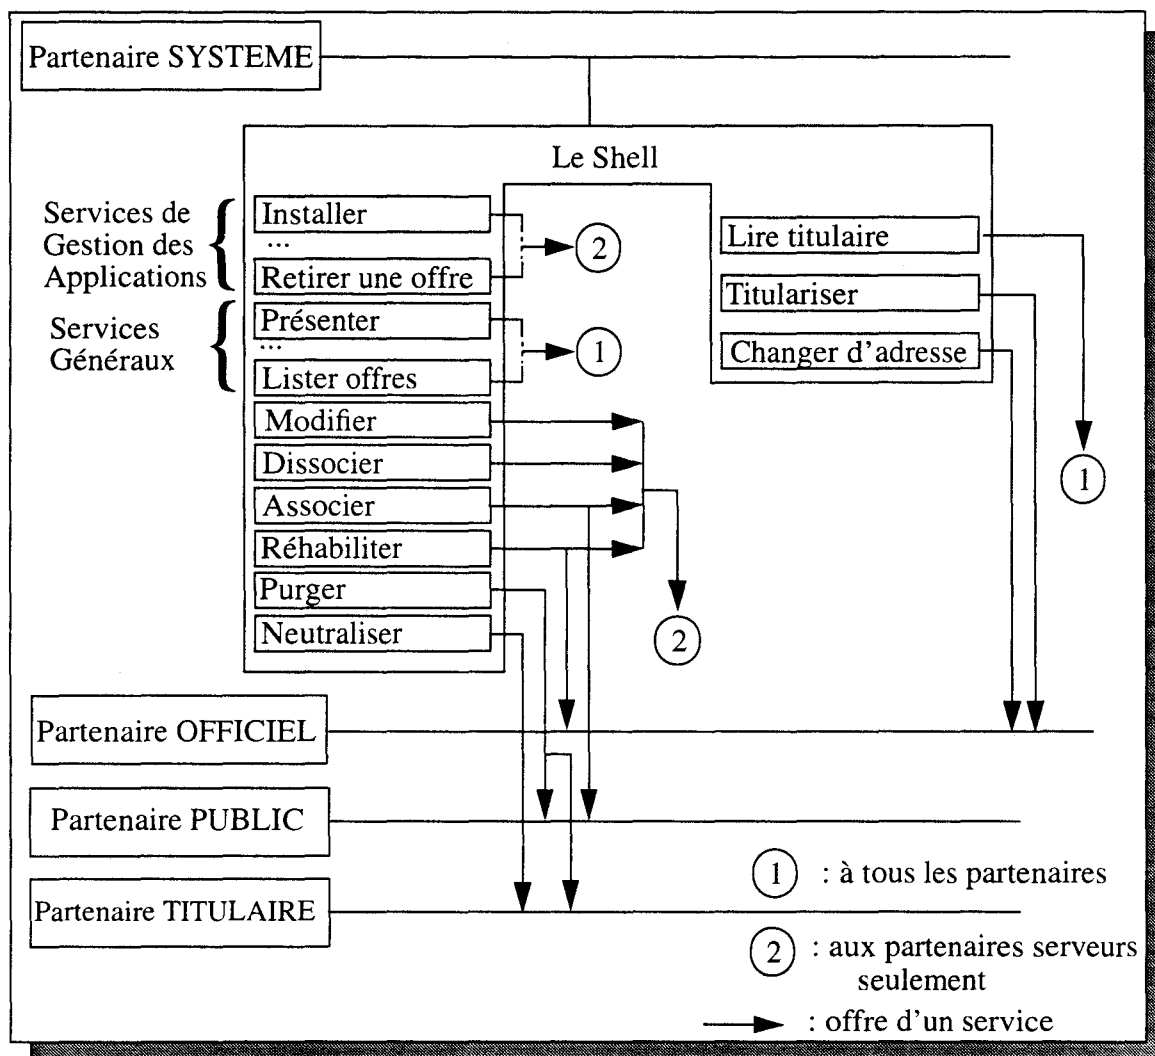 Partenaire SYSTEME
Le Shell
Services de
Gestion des
Applications
Installer
...
Retirer une offre
Services
Généraux
Présenter
...
Lister offres
Modifier
Dissocier
Associer
Réhabiliter
Purger
Neutraliser
2
1
2
Lire titulaire
Titulariser
Changer d'adresse
1
Partenaire OFFICIEL
Partenaire PUBLIC
Partenaire TITULAIRE
1 : à tous les partenaires
2 : aux partenaires serveurs
seulement
: offre d'un service